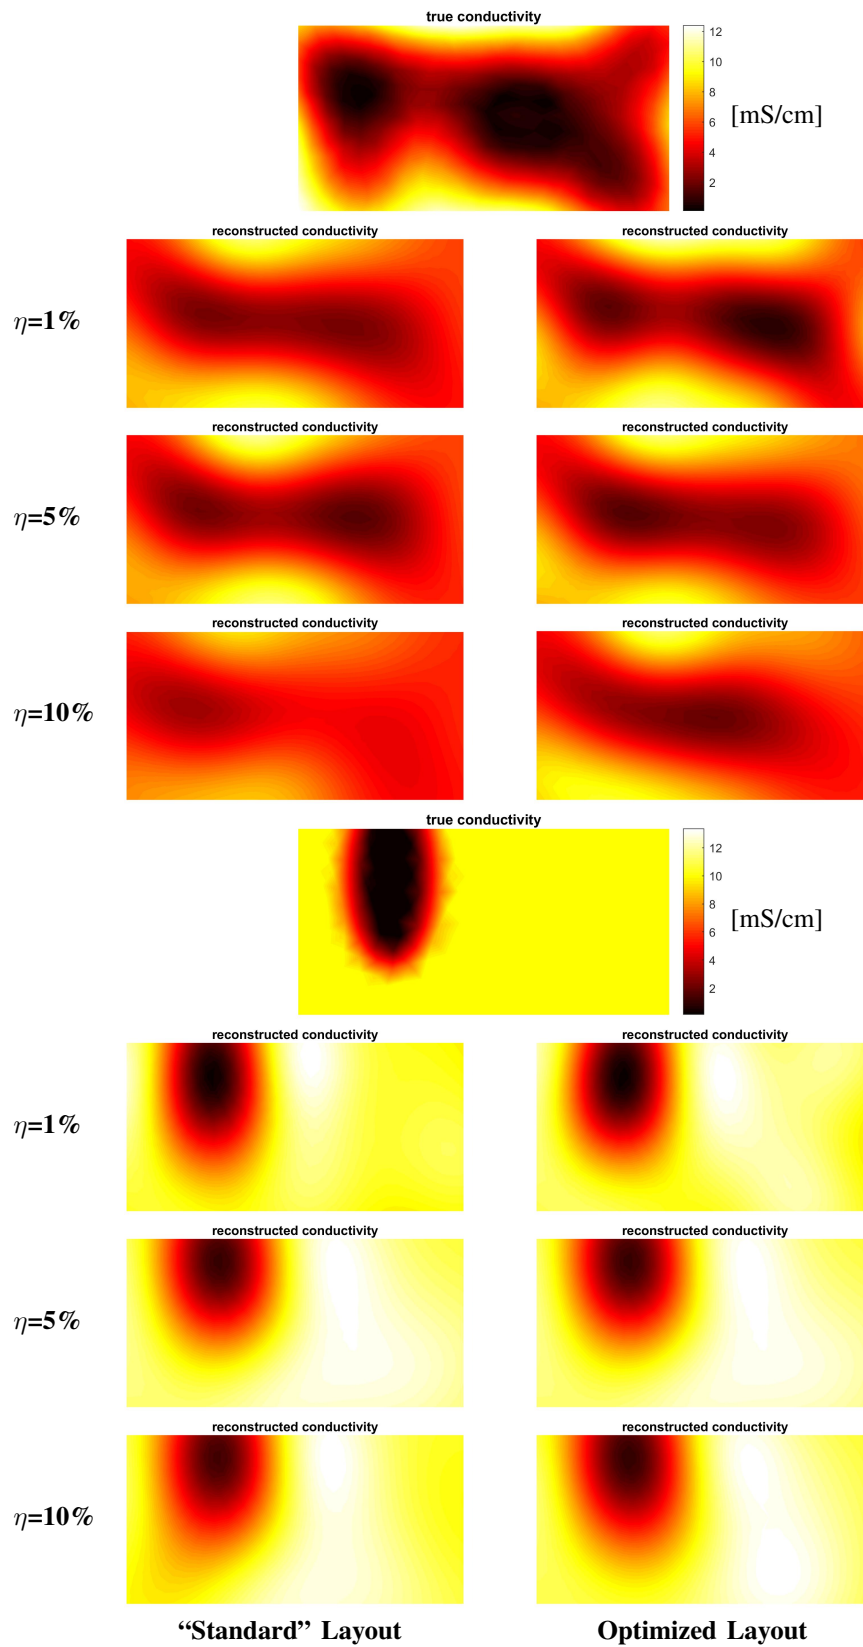 true conductivity
12
10
8
6
4
2
[mS/cm]
reconstructed conductivity
reconstructed conductivity
η=1%
reconstructed conductivity
reconstructed conductivity
η=5%
reconstructed conductivity
reconstructed conductivity
η=10%
true conductivity
12
10
8
6
4
2
[mS/cm]
reconstructed conductivity
reconstructed conductivity
η=1%
reconstructed conductivity
reconstructed conductivity
η=5%
reconstructed conductivity
reconstructed conductivity
η=10%
“Standard” Layout
Optimized Layout